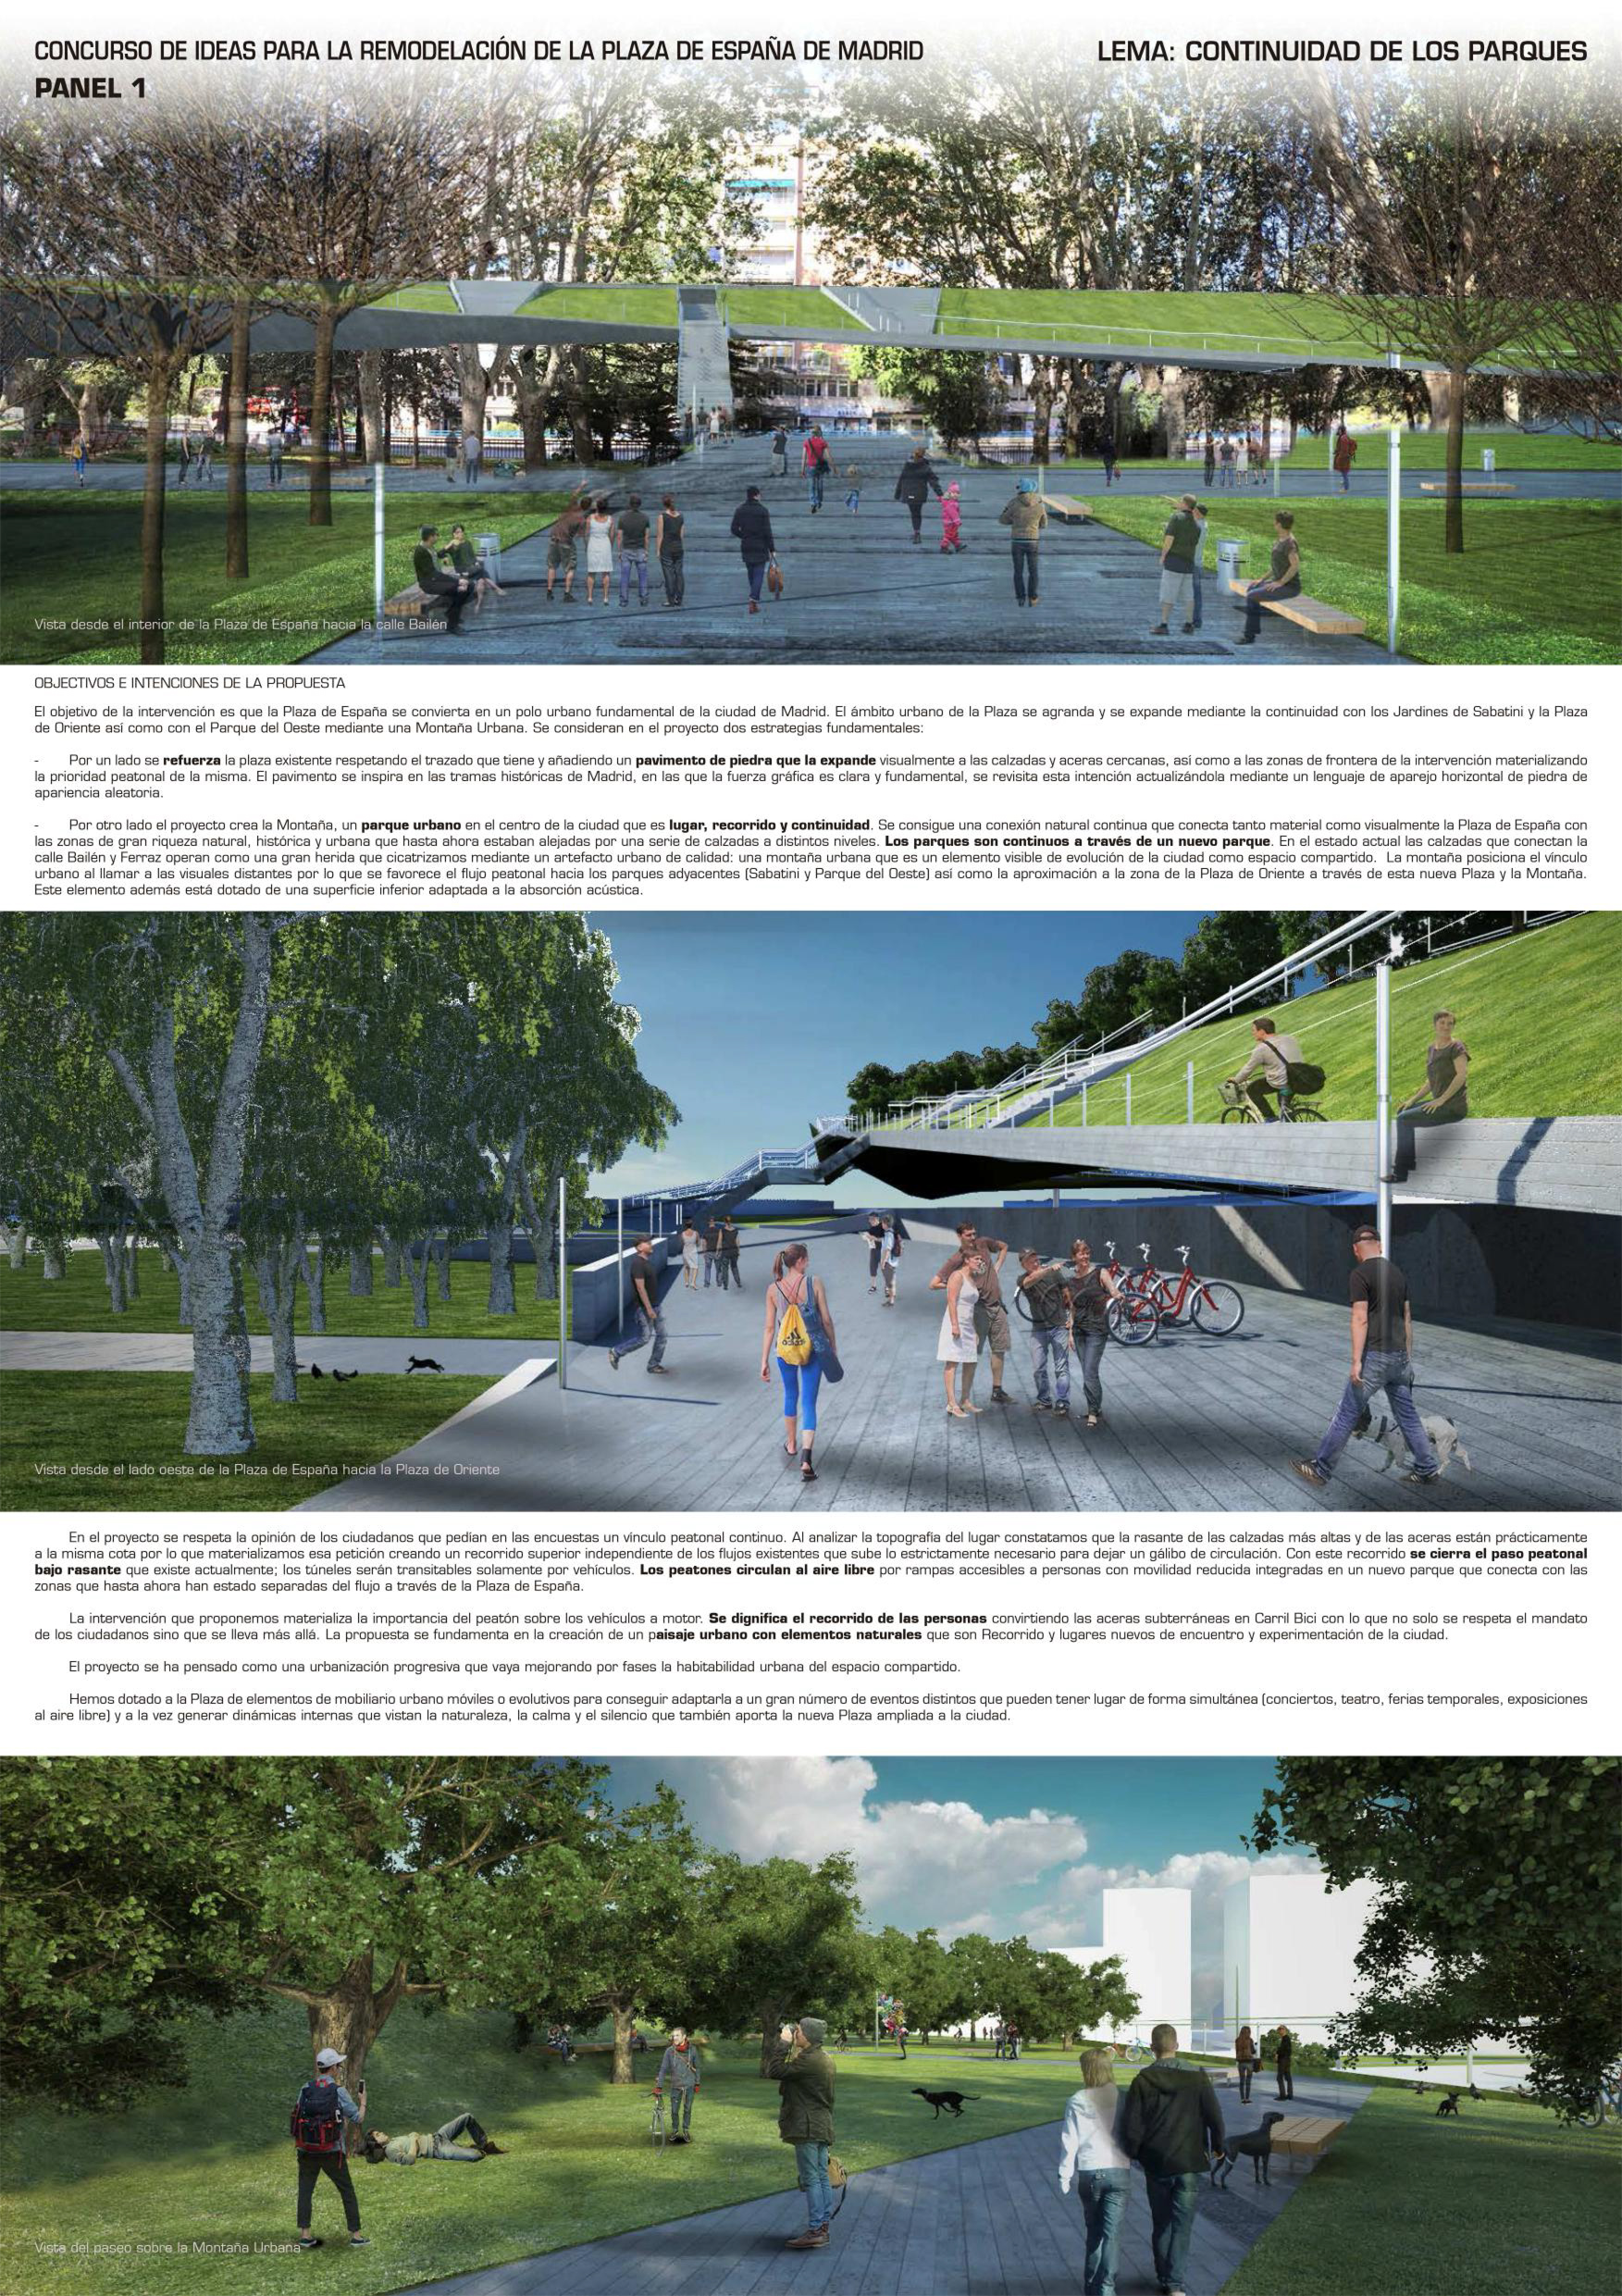 CONCURSO DE IDEAS PARA LA REMODELACIÓN DE LA PLAZA DE ESPAÑA DE MADRID
LEMA: CONTINUIDAD DE LOS PARQUES
PANEL 1
Vista desde el interior de la Plaza de España hacia la calle Bailén
OBJECTIVOS E INTENCIONES DE LA PROPUESTA
El objetivo de la intervención es que la Plaza de España se convierta en un polo urbano fundamental de la ciudad de Madrid. El ámbito urbano de la Plaza se agranda y se expande mediante la continuidad con los Jardines de Sabatini y la Plaza
de Oriente así como con el Parque del Oeste mediante una Montaña Urbana. Se consideran en el proyecto dos estrategias fundamentales:
- Por un lado se refuerza la plaza existente respetando el trazado que tiene y añadiendo un pavimento de piedra que la expande visualmente a las calzadas y aceras cercanas, así como a las zonas de frontera de la intervención materializando
la prioridad peatonal de la misma. El pavimento se inspira en las tramas históricas de Madrid, en las que la fuerza gráfica es clara y fundamental, se revisita esta intención actualizándola mediante un lenguaje de aparejo horizontal de piedra de
apariencia aleatoria.
- Por otro lado el proyecto crea la Montaña, un parque urbano en el centro de la ciudad que es lugar, recorrido y continuidad. Se consigue una conexión natural continua que conecta tanto material como visualmente la Plaza de España con
las zonas de gran riqueza natural, histórica y urbana que hasta ahora estaban alejadas por una serie de calzadas a distintos niveles. Los parques son continuos a través de un nuevo parque. En el estado actual las calzadas que conectan la
calle Bailén y Ferraz operan como una gran herida que cicatrizamos mediante un artefacto urbano de calidad: una montaña urbana que es un elemento visible de evolución de la ciudad como espacio compartido. La montaña posiciona el vínculo
urbano al llamar a las visuales distantes por lo que se favorece el flujo peatonal hacia los parques adyacentes (Sabatini y Parque del Oeste) así como la aproximación a la zona de la Plaza de Oriente a través de esta nueva Plaza y la Montaña.
Este elemento además está dotado de una superficie inferior adaptada a la absorción acústica.
adidas
Vista desde el lado oeste de la Plaza de España hacia la Plaza de Oriente
En el proyecto se respeta la opinión de los ciudadanos que pedían en las encuestas un vínculo peatonal continuo. Al analizar la topografía del lugar constatamos que la rasante de las calzadas más altas y de las aceras están prácticamente
a la misma cota por lo que materializamos esa petición creando un recorrido superior independiente de los flujos existentes que sube lo estrictamente necesario para dejar un gálibo de circulación. Con este recorrido se cierra el paso peatonal
bajo rasante que existe actualmente; los túneles serán transitables solamente por vehículos. Los peatones circulan al aire libre por rampas accesibles a personas con movilidad reducida integradas en un nuevo parque que conecta con las
zonas que hasta ahora han estado separadas del flujo a través de la Plaza de España.
La intervención que proponemos materializa la importancia del peatón sobre los vehículos a motor. Se dignifica el recorrido de las personas convirtiendo las aceras subterráneas en Carril Bici con lo que no solo se respeta el mandato
de los ciudadanos sino que se lleva más allá. La propuesta se fundamenta en la creación de un paisaje urbano con elementos naturales que son Recorrido y lugares nuevos de encuentro y experimentación de la ciudad.
El proyecto se ha pensado como una urbanización progresiva que vaya mejorando por fases la habitabilidad urbana del espacio compartido.
Hemos dotado a la Plaza de elementos de mobiliario urbano móviles o evolutivos para conseguir adaptarla a un gran número de eventos distintos que pueden tener lugar de forma simultánea (conciertos, teatro, ferias temporales, exposiciones
al aire libre) y a la vez generar dinámicas internas que vistan la naturaleza, la calma y el silencio que también aporta la nueva Plaza ampliada a la ciudad.
Vista del paseo sobre la Montaña Urbana